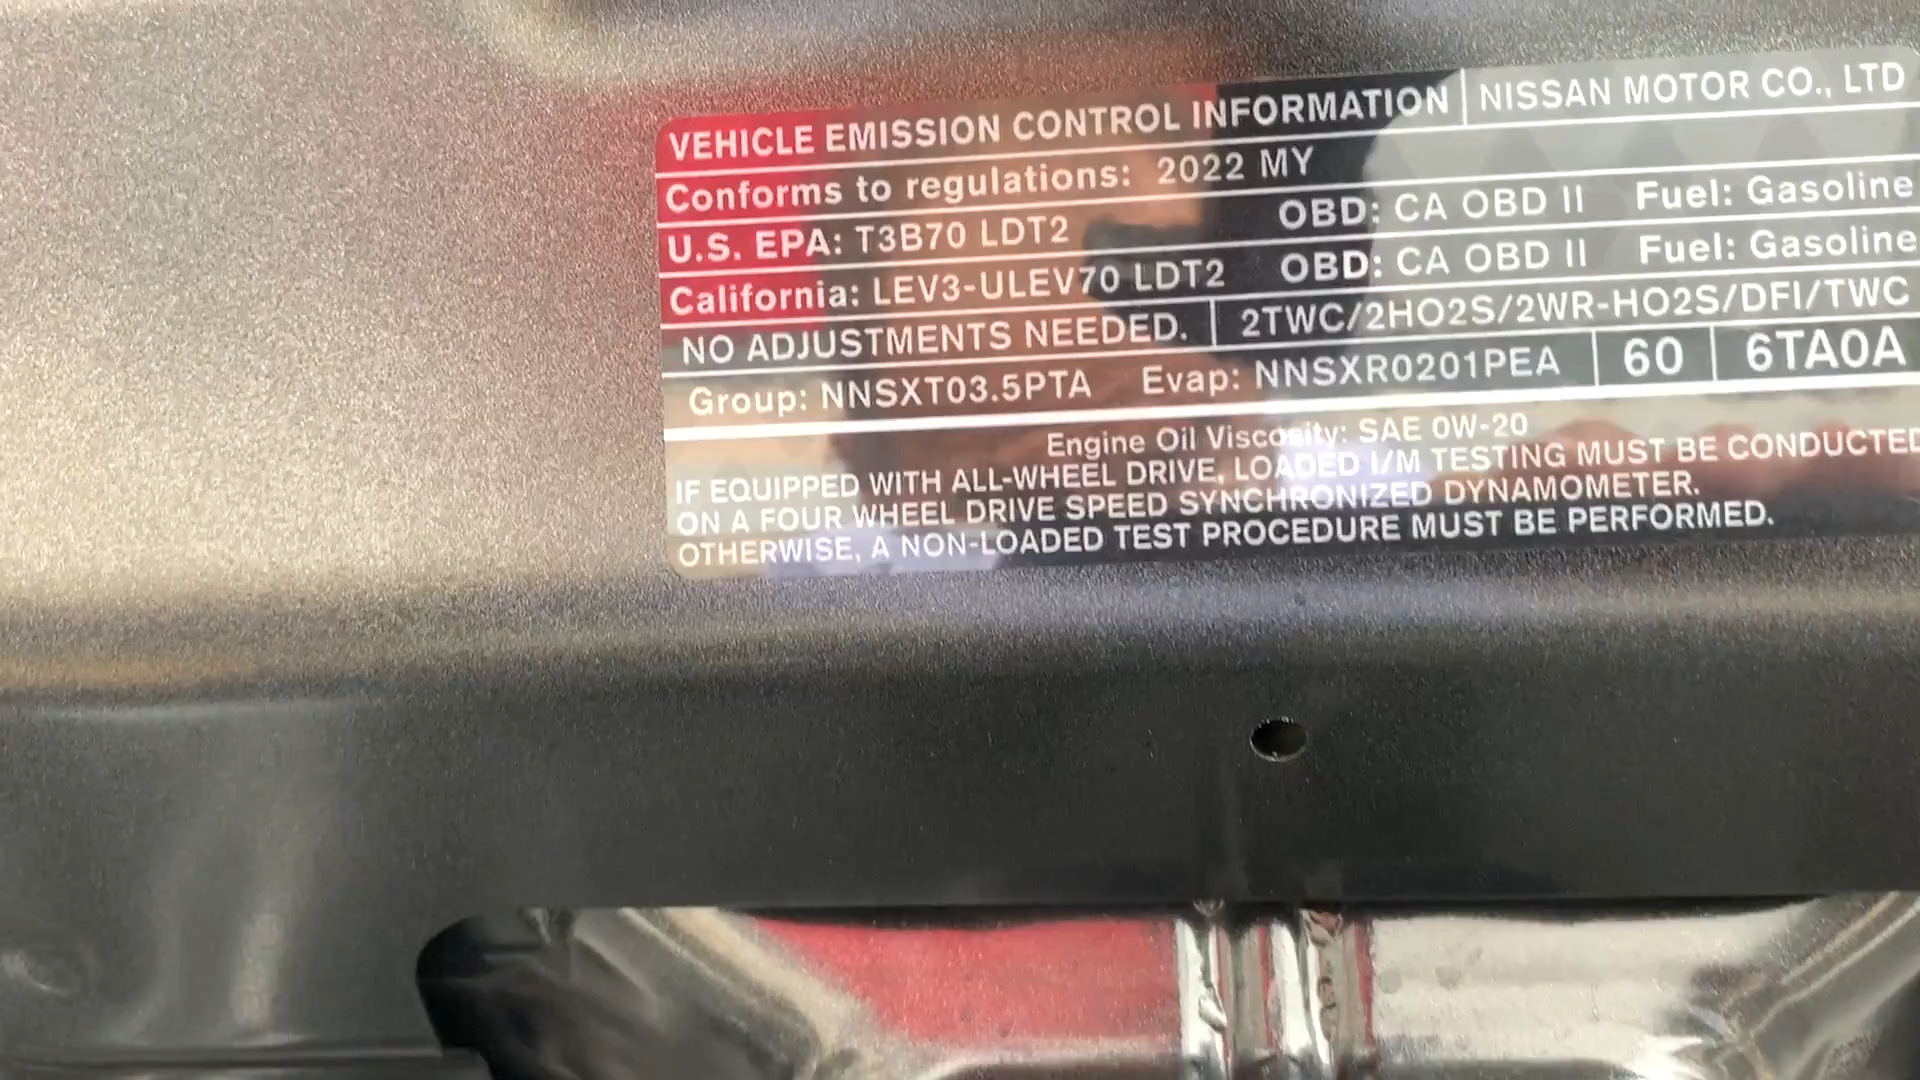 VEHICLE EMISSION CONTROL INFORMATION NISSAN MOTOR CO., LTD
Conforms to regulations: 2022 MY
U.S. EPA: T3B70 LDT2 OBD: CA OBD II Fuel: Gasoline
California: LEV3-ULEV70 LDT2 OBD: CA OBD II Fuel: Gasoline
NO ADJUSTMENTS NEEDED. 2TWC/2HO2S/2WR-HO2S/DFI/TWC
Group: NNSXT03.5PTA Evap: NNSXR0201PEA 60 6TA0A
Engine Oil Viscosity: SAE 0W-20
IF EQUIPPED WITH ALL-WHEEL DRIVE, LOADED I/M TESTING MUST BE CONDUCTED
ON A FOUR WHEEL DRIVE SPEED SYNCHRONIZED DYNAMOMETER.
OTHERWISE, A NON-LOADED TEST PROCEDURE MUST BE PERFORMED.